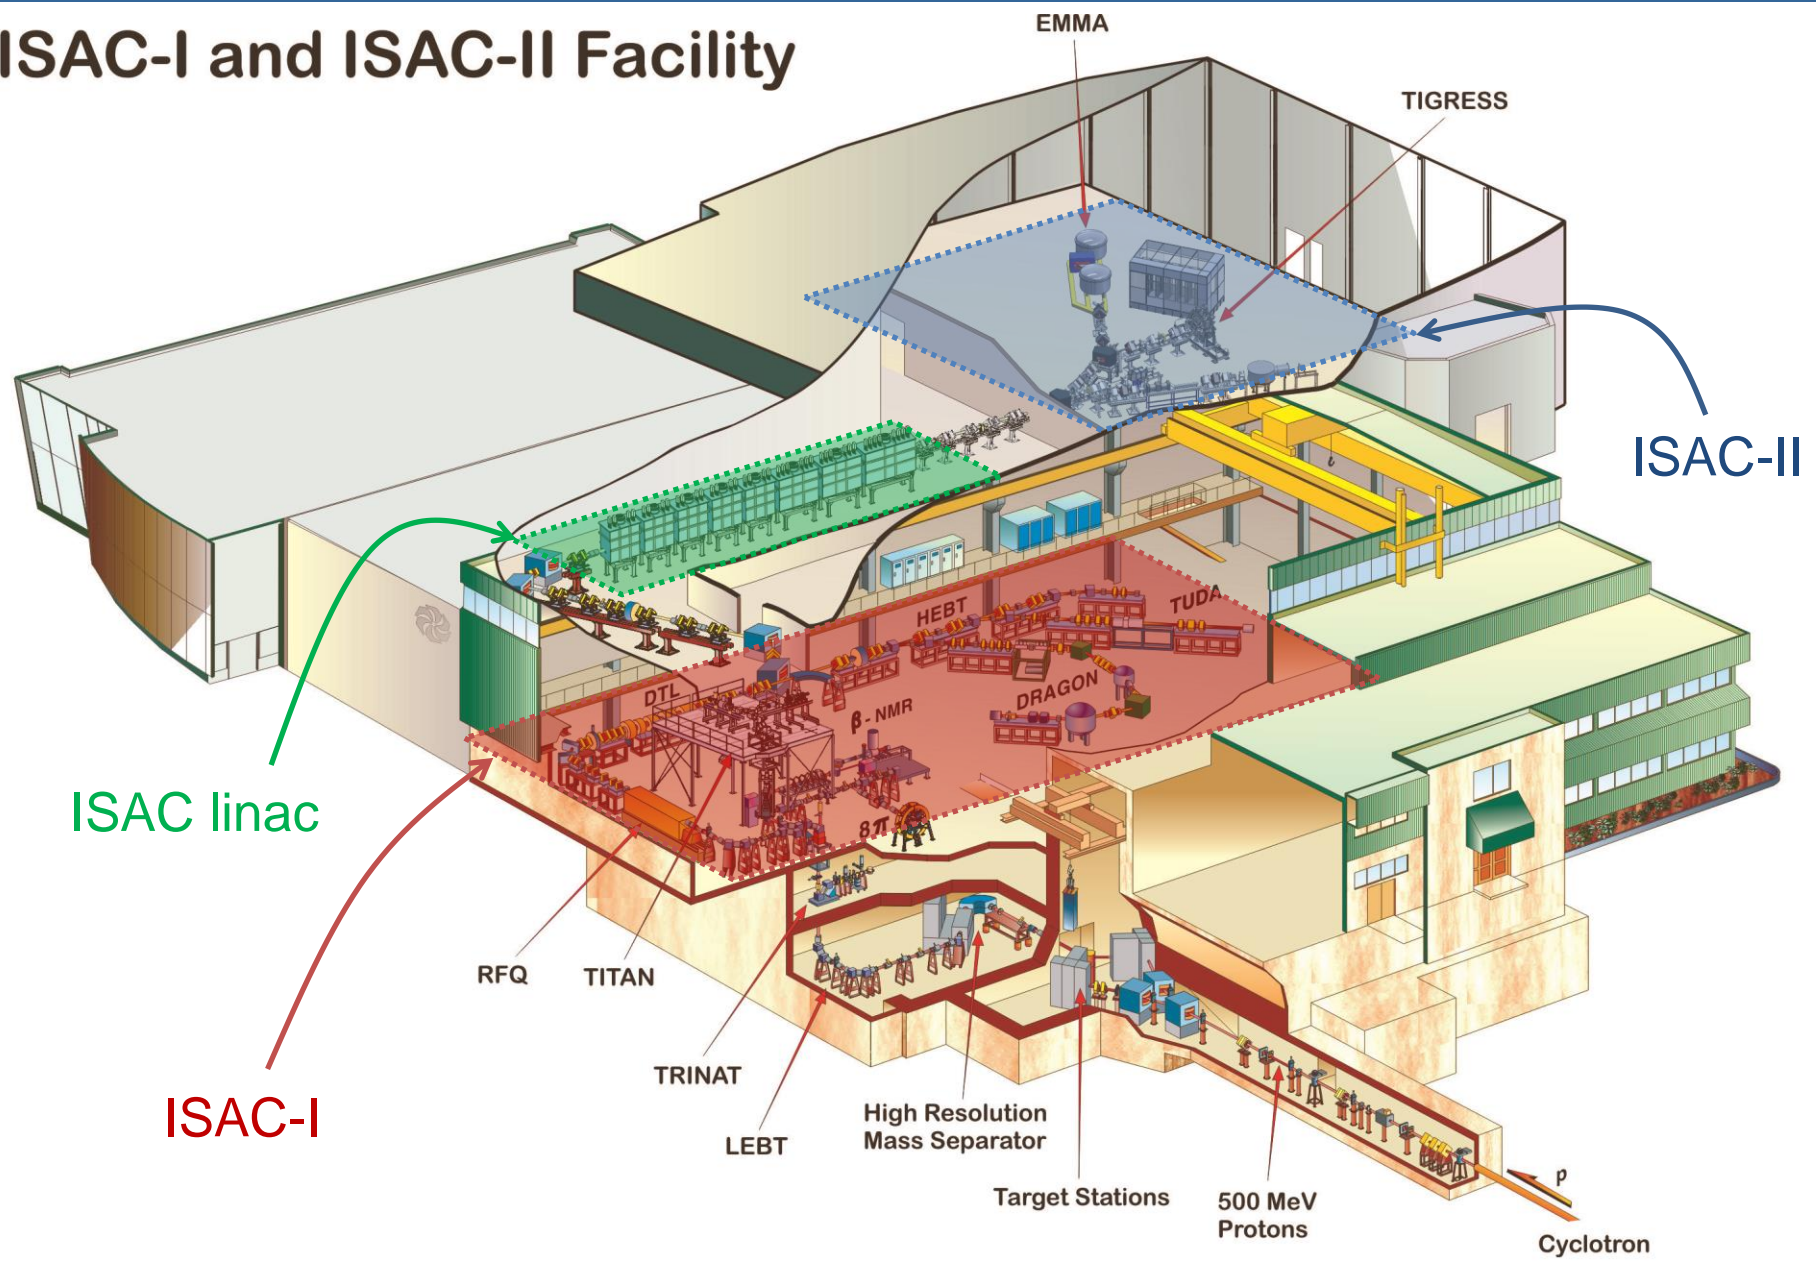 ISAC-I and ISAC-II Facility
EMMA
TIGRESS
ISAC-II
HEBT
TUDA
DTL
β - NMR
DRAGON
ISAC linac
8π
RFQ
TITAN
TRINAT
ISAC-I
LEBT
High Resolution
Mass Separator
Target Stations
500 MeV
Protons
p
Cyclotron